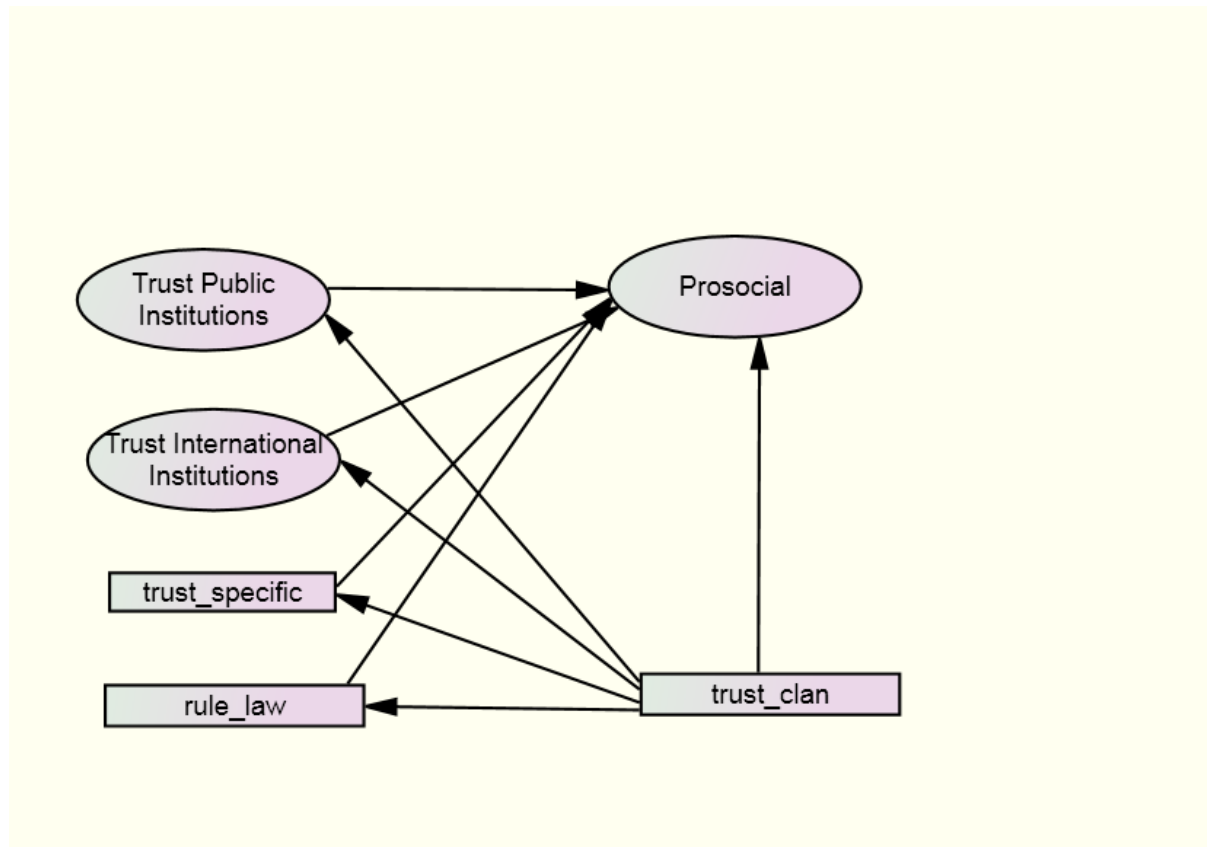 Trust Public
Institutions
Prosocial
Trust International
Institutions
trust_specific
rule_law
trust_clan